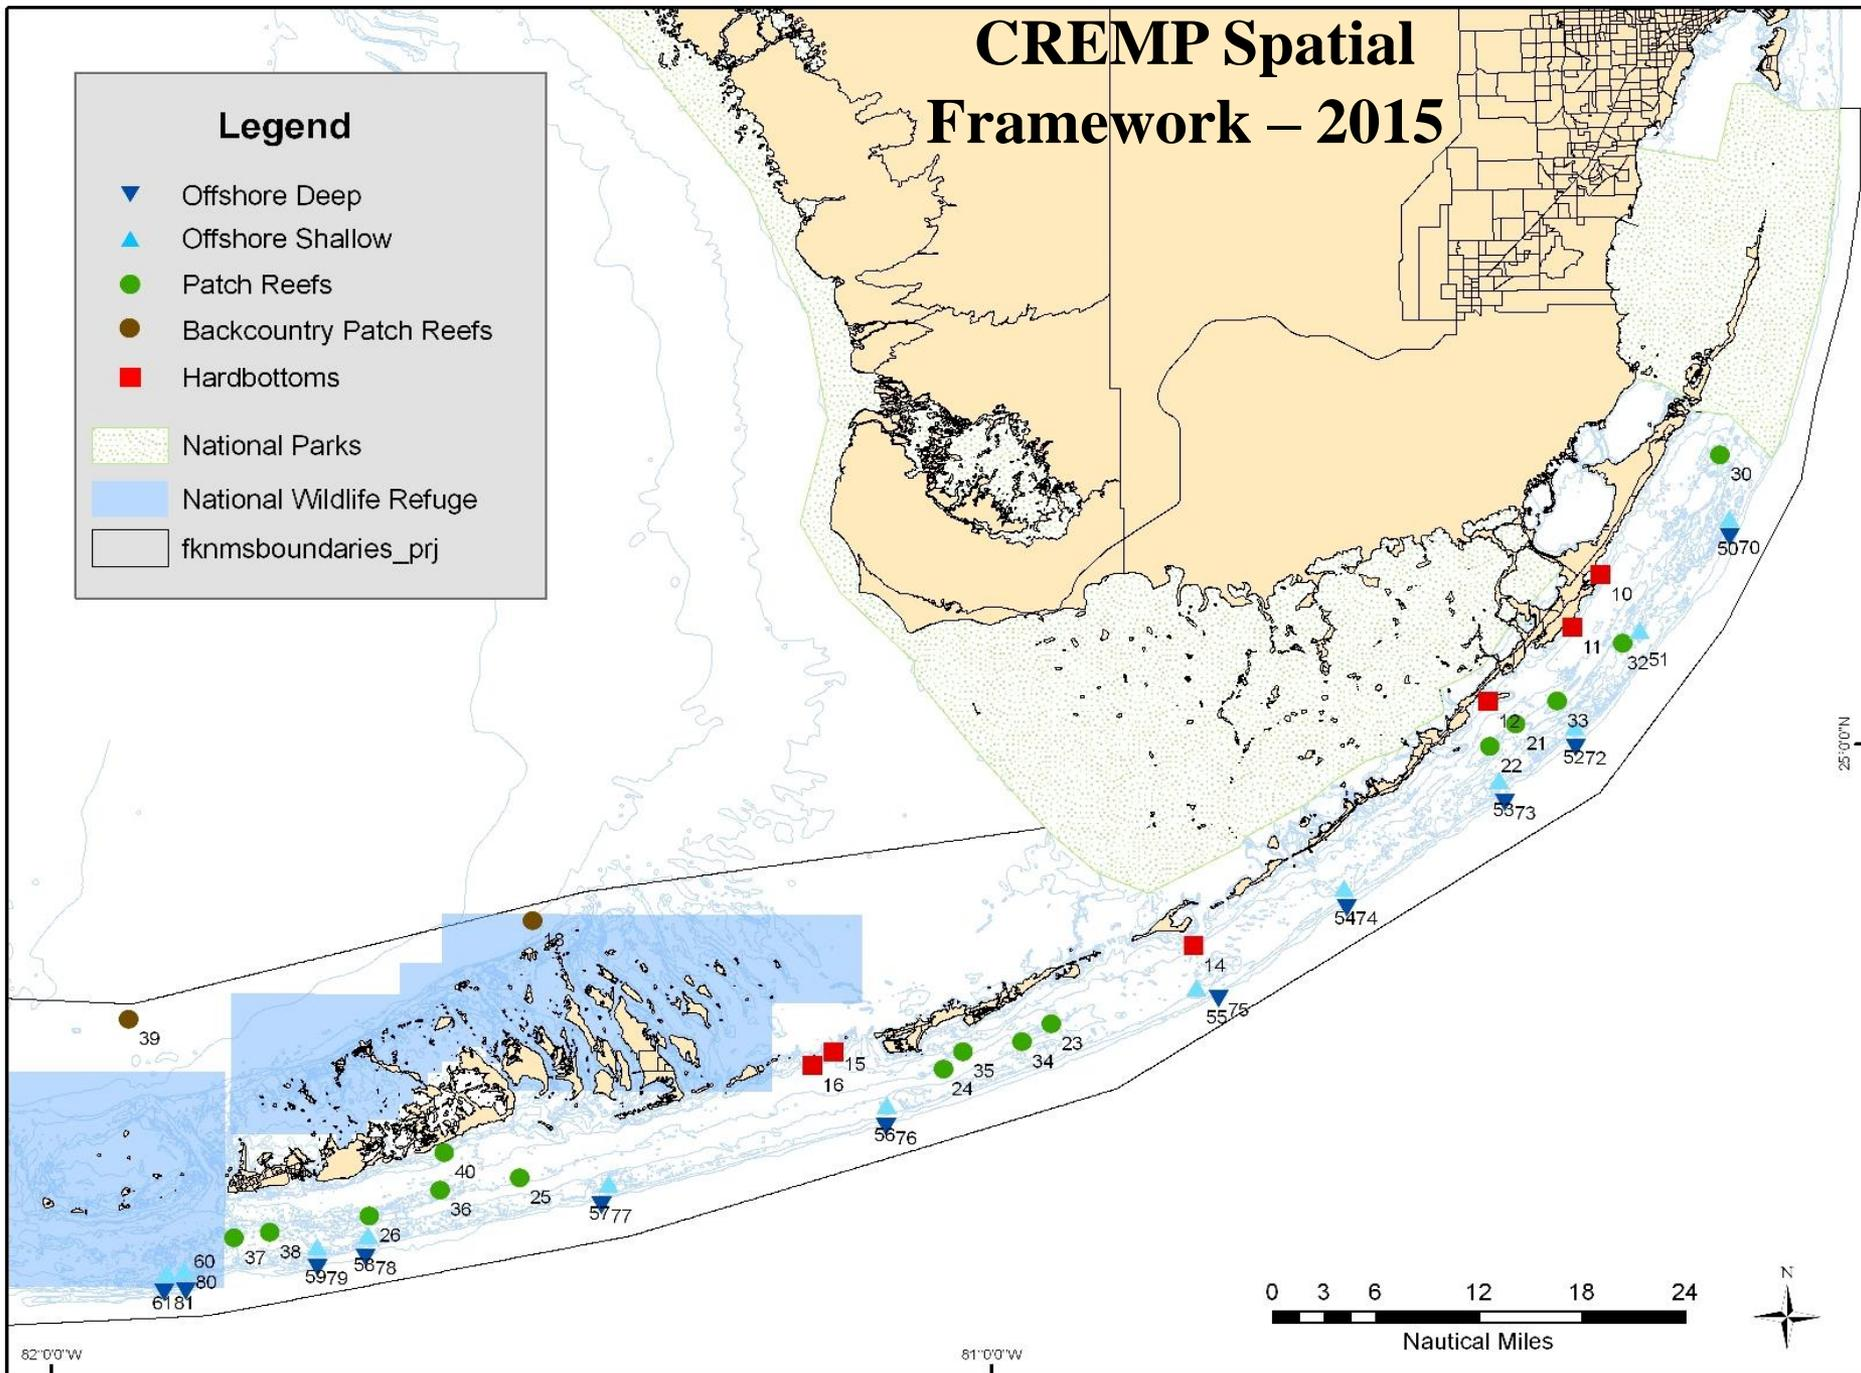 CREMP Spatial
Framework – 2015
Legend
Offshore Deep
Offshore Shallow
Patch Reefs
Backcountry Patch Reefs
Hardbottoms
National Parks
National Wildlife Refuge
fknmsboundaries_prj
30
5070
10
11
3251
12
33
21
5272
22
5373
25°0'0"N
5474
14
5575
18
39
15
16
23
34
35
24
5676
40
25
36
5777
26
37
38
5878
5979
60
80
6181
0 3 6 12 18 24
Nautical Miles
N
82°0'0"W
81°0'0"W